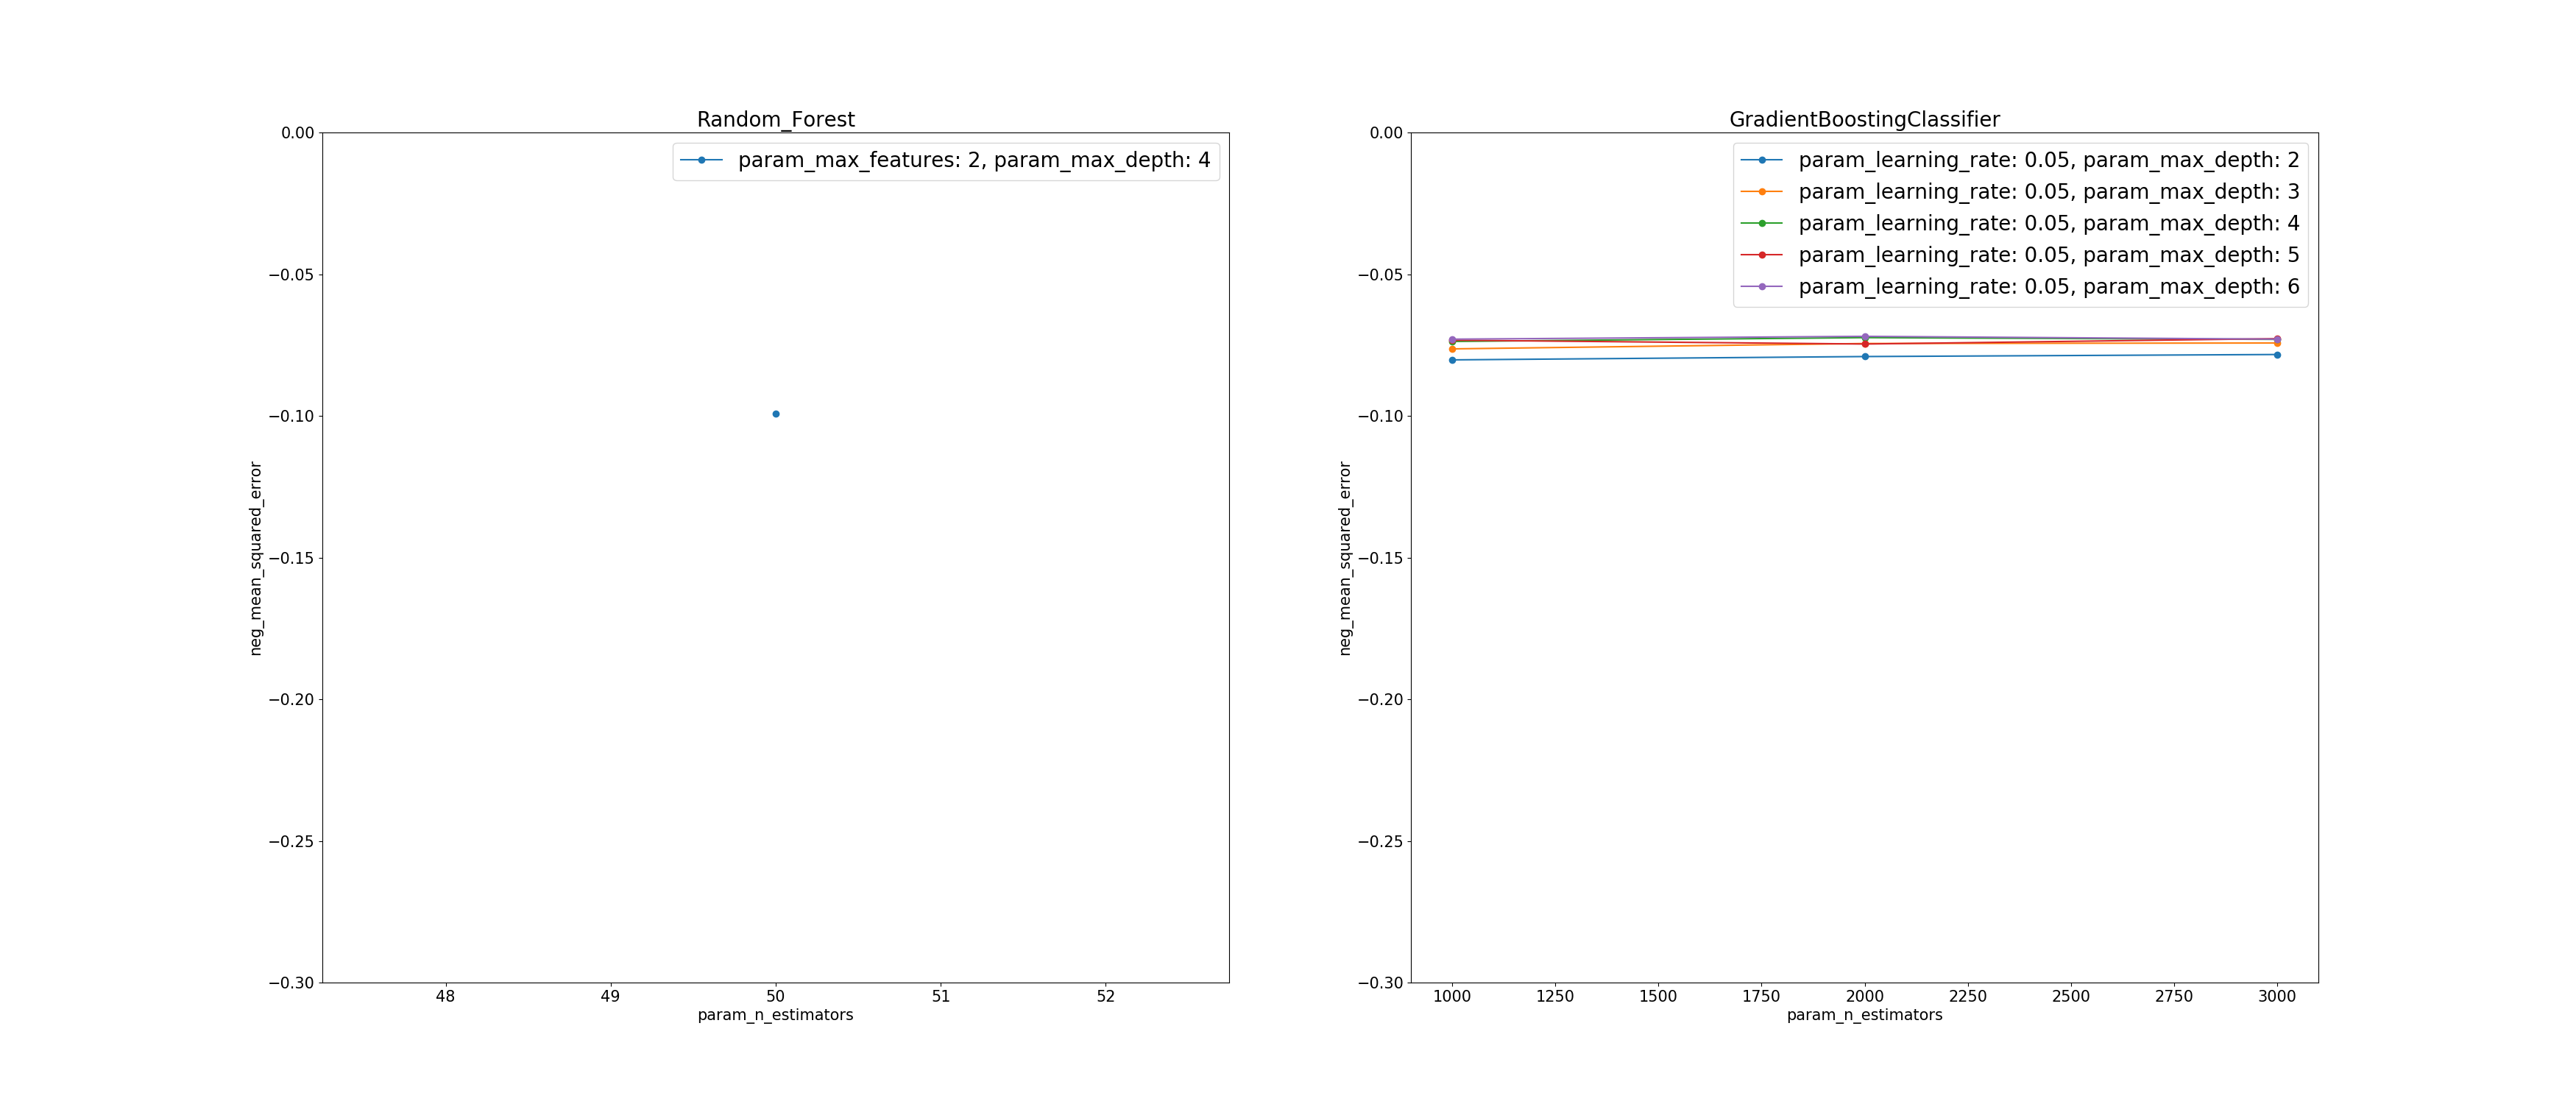 Random_Forest
0.00
−0.05
−0.10
−0.15
−0.20
−0.25
−0.30
neg_mean_squared_error
param_max_features: 2, param_max_depth: 4
48 49 50 51 52
param_n_estimators
GradientBoostingClassifier
0.00
−0.05
−0.10
−0.15
−0.20
−0.25
−0.30
neg_mean_squared_error
param_learning_rate: 0.05, param_max_depth: 2
param_learning_rate: 0.05, param_max_depth: 3
param_learning_rate: 0.05, param_max_depth: 4
param_learning_rate: 0.05, param_max_depth: 5
param_learning_rate: 0.05, param_max_depth: 6
1000 1250 1500 1750 2000 2250 2500 2750 3000
param_n_estimators